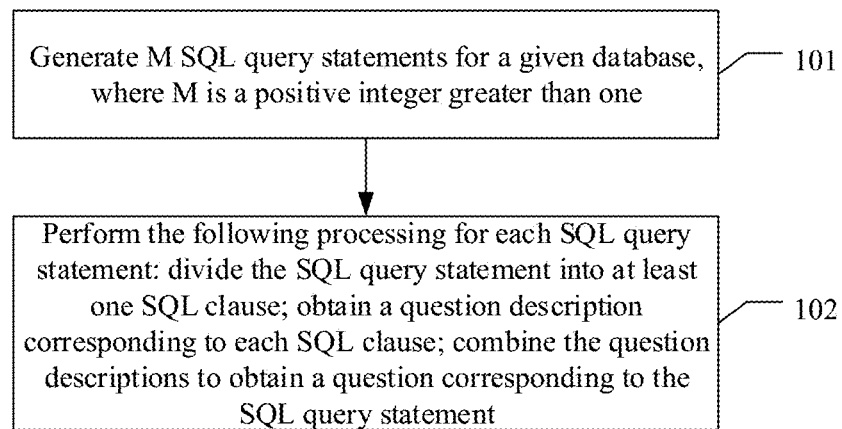 Generate M SQL query statements for a given database,
where M is a positive integer greater than one
101
Perform the following processing for each SQL query
statement: divide the SQL query statement into at least
one SQL clause; obtain a question description
corresponding to each SQL clause; combine the question
descriptions to obtain a question corresponding to the
SQL query statement
102